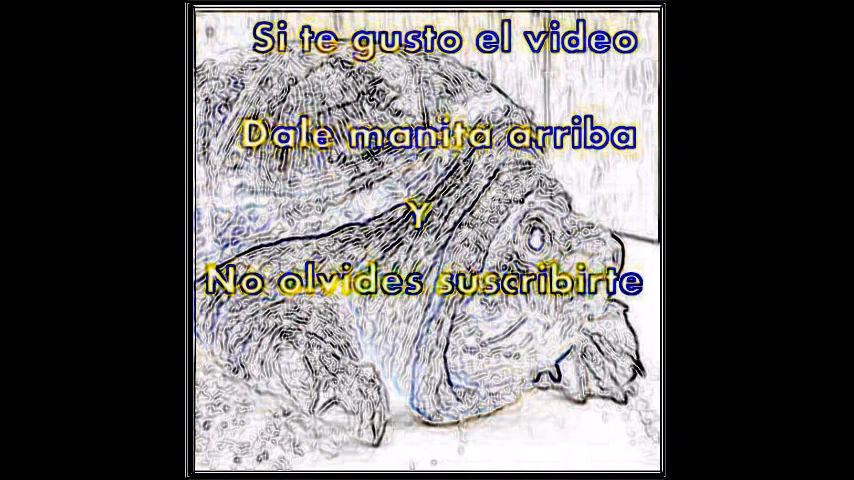 Si te gusto el video
Dale manita arriba
Y
No olvides suscribirte